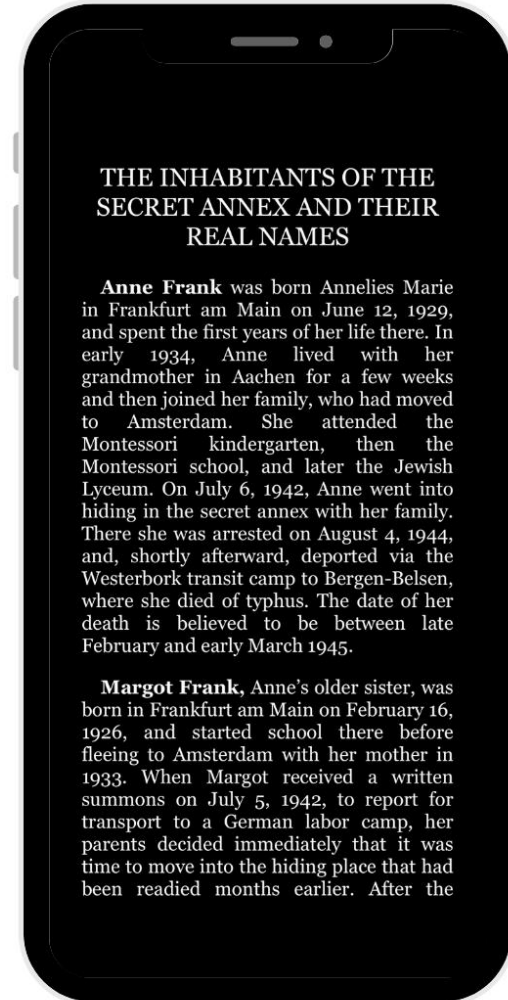 THE INHABITANTS OF THE
SECRET ANNEX AND THEIR
REAL NAMES
Anne Frank was born Annelies Marie
in Frankfurt am Main on June 12, 1929,
and spent the first years of her life there. In
early 1934, Anne lived with her
grandmother in Aachen for a few weeks
and then joined her family, who had moved
to Amsterdam. She attended the
Montessori kindergarten, then the
Montessori school, and later the Jewish
Lyceum. On July 6, 1942, Anne went into
hiding in the secret annex with her family.
There she was arrested on August 4, 1944,
and, shortly afterward, deported via the
Westerbork transit camp to Bergen-Belsen,
where she died of typhus. The date of her
death is believed to be between late
February and early March 1945.
Margot Frank, Anne’s older sister, was
born in Frankfurt am Main on February 16,
1926, and started school there before
fleeing to Amsterdam with her mother in
1933. When Margot received a written
summons on July 5, 1942, to report for
transport to a German labor camp, her
parents decided immediately that it was
time to move into the hiding place that had
been readied months earlier. After the